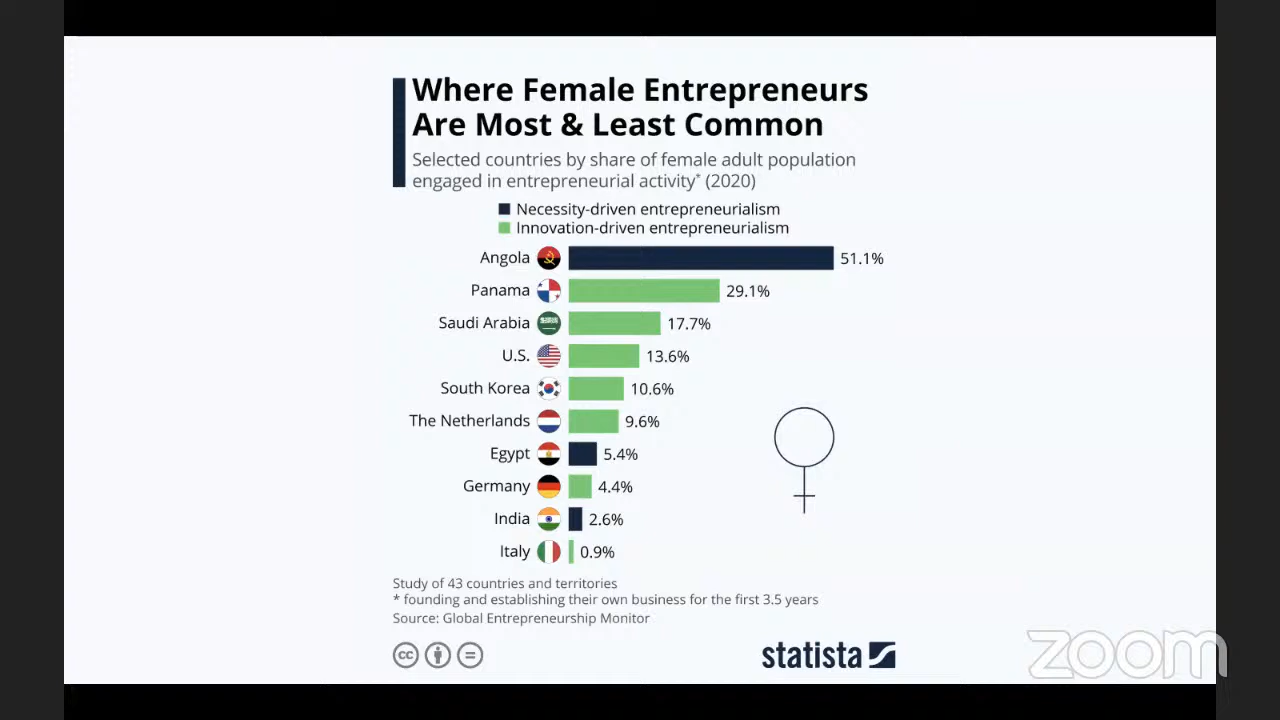 Where Female Entrepreneurs
Are Most & Least Common
Selected countries by share of female adult population
engaged in entrepreneurial activity* (2020)
Necessity-driven entrepreneurialism
Innovation-driven entrepreneurialism
Angola 51.1%
Panama 29.1%
Saudi Arabia 17.7%
U.S. 13.6%
South Korea 10.6%
The Netherlands 9.6%
Egypt 5.4%
Germany 4.4%
India 2.6%
Italy 0.9%
Study of 43 countries and territories
* founding and establishing their own business for the first 3.5 years
Source: Global Entrepreneurship Monitor
cc
statista
zoom